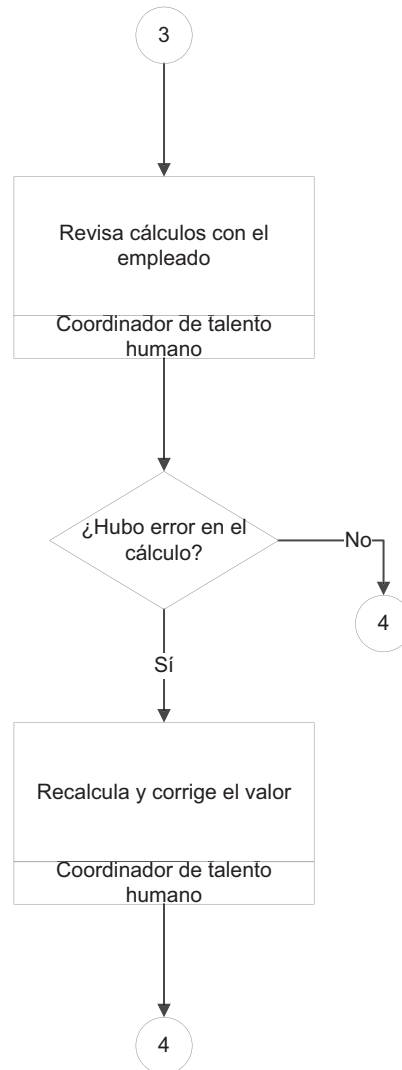 3
Revisa cálculos con el
empleado
Coordinador de talento
humano
¿Hubo error en el
cálculo?
No
4
Sí
Recalcula y corrige el valor
Coordinador de talento
humano
4